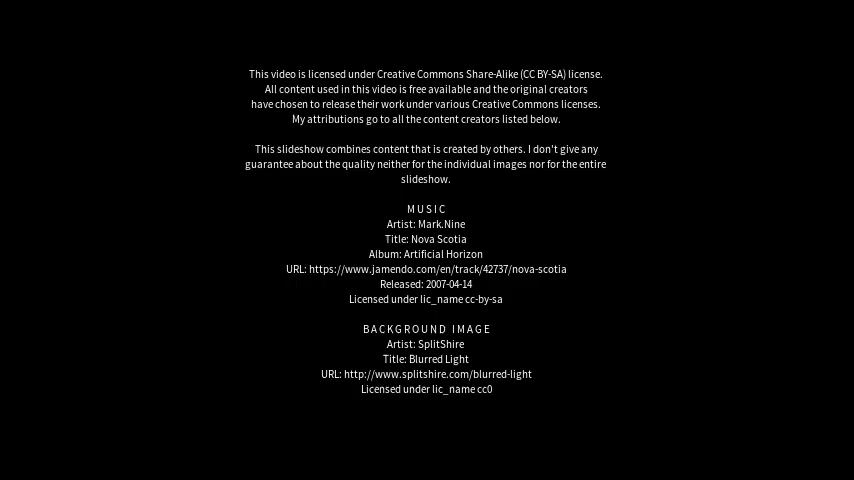 This video is licensed under Creative Commons Share-Alike (CC BY-SA) license.
All content used in this video is free available and the original creators
have chosen to release their work under various Creative Commons licenses.
My attributions go to all the content creators listed below.
This slideshow combines content that is created by others. I don't give any
guarantee about the quality neither for the individual images nor for the entire
slideshow.
MUSIC
Artist: Mark.Nine
Title: Nova Scotia
Album: Artificial Horizon
URL: https://www.jamendo.com/en/track/42737/nova-scotia
Released: 2007-04-14
Licensed under lic_name cc-by-sa
BACKGROUND IMAGE
Artist: SplitShire
Title: Blurred Light
URL: http://www.splitshire.com/blurred-light
Licensed under lic_name cc0